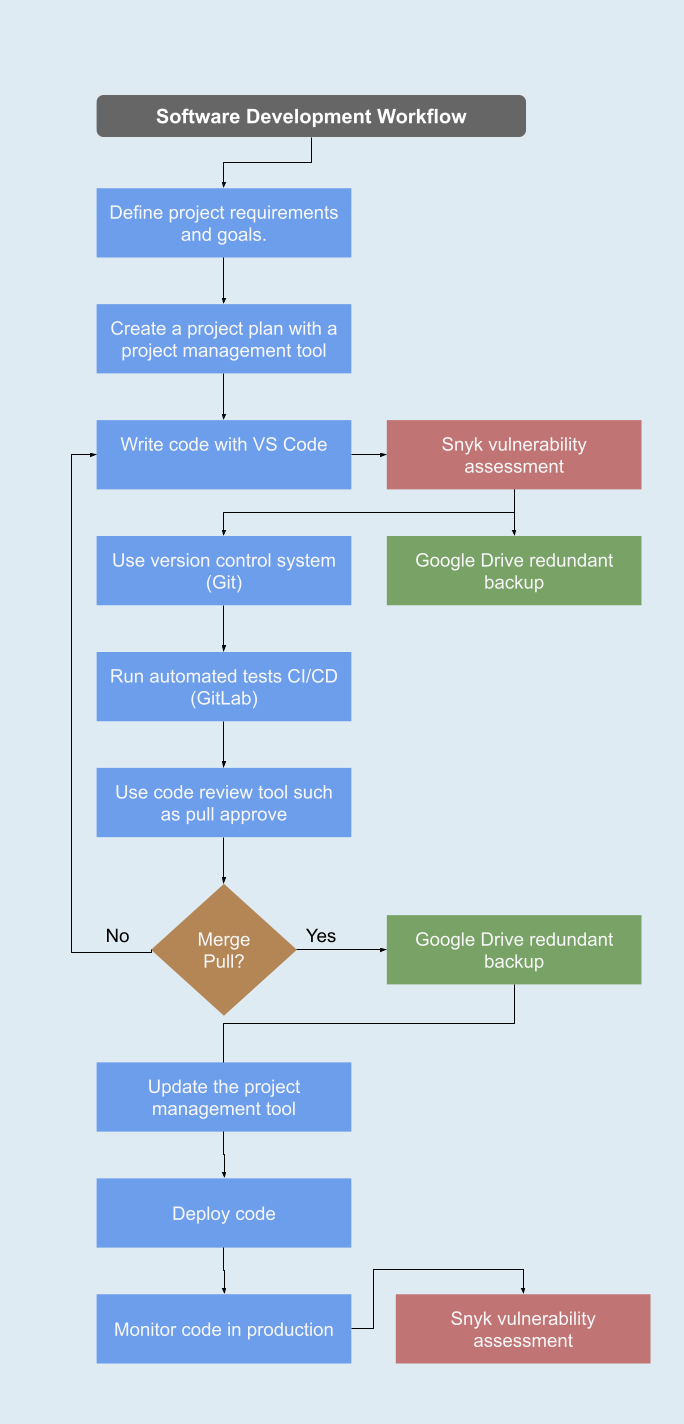 Software Development Workflow
Define project requirements
and goals.
Create a project plan with a
project management tool
Write code with VS Code
Snyk vulnerability
assessment
Use version control system
(Git)
Google Drive redundant
backup
Run automated tests CI/CD
(GitLab)
Use code review tool such
as pull approve
No
Merge
Pull?
Yes
Google Drive redundant
backup
Update the project
management tool
Deploy code
Monitor code in production
Snyk vulnerability
assessment